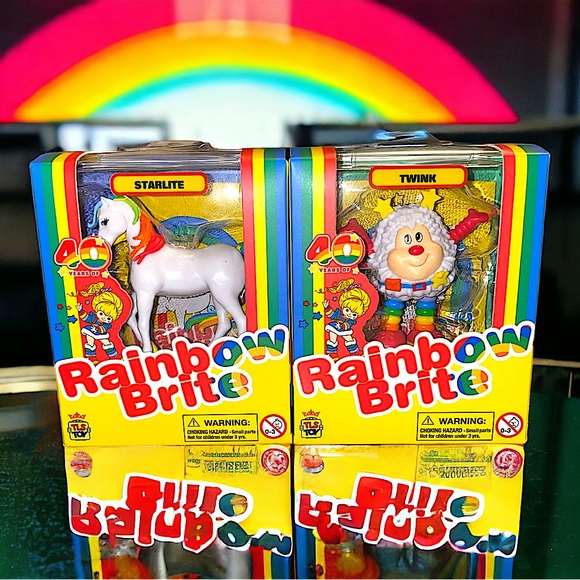 STARLITE
40
YEARS OF
Rainbow
Brite
TLS
TOY
WARNING:
CHOKING HAZARD - Small parts
Not for children under 3 yrs.
0-3
TWINK
40
YEARS OF
Rainbow
Brite
TLS
TOY
WARNING:
CHOKING HAZARD - Small parts
Not for children under 3 yrs.
0-3